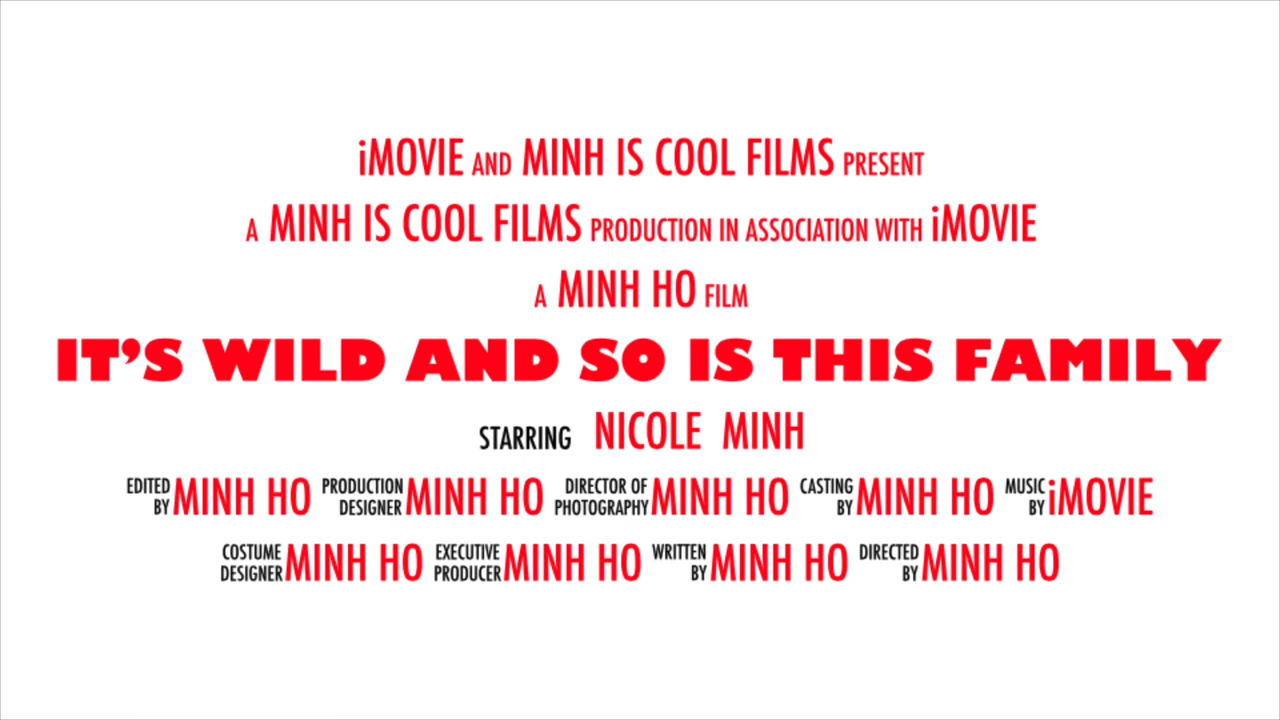 iMOVIE AND MINH IS COOL FILMS PRESENT
A MINH IS COOL FILMS PRODUCTION IN ASSOCIATION WITH iMOVIE
A MINH HO FILM
IT'S WILD AND SO IS THIS FAMILY
STARRING NICOLE MINH
EDITED BY MINH HO PRODUCTION DESIGNER MINH HO DIRECTOR OF PHOTOGRAPHY MINH HO CASTING BY MINH HO MUSIC BY iMOVIE
COSTUME DESIGNER MINH HO EXECUTIVE PRODUCER MINH HO WRITTEN BY MINH HO DIRECTED BY MINH HO